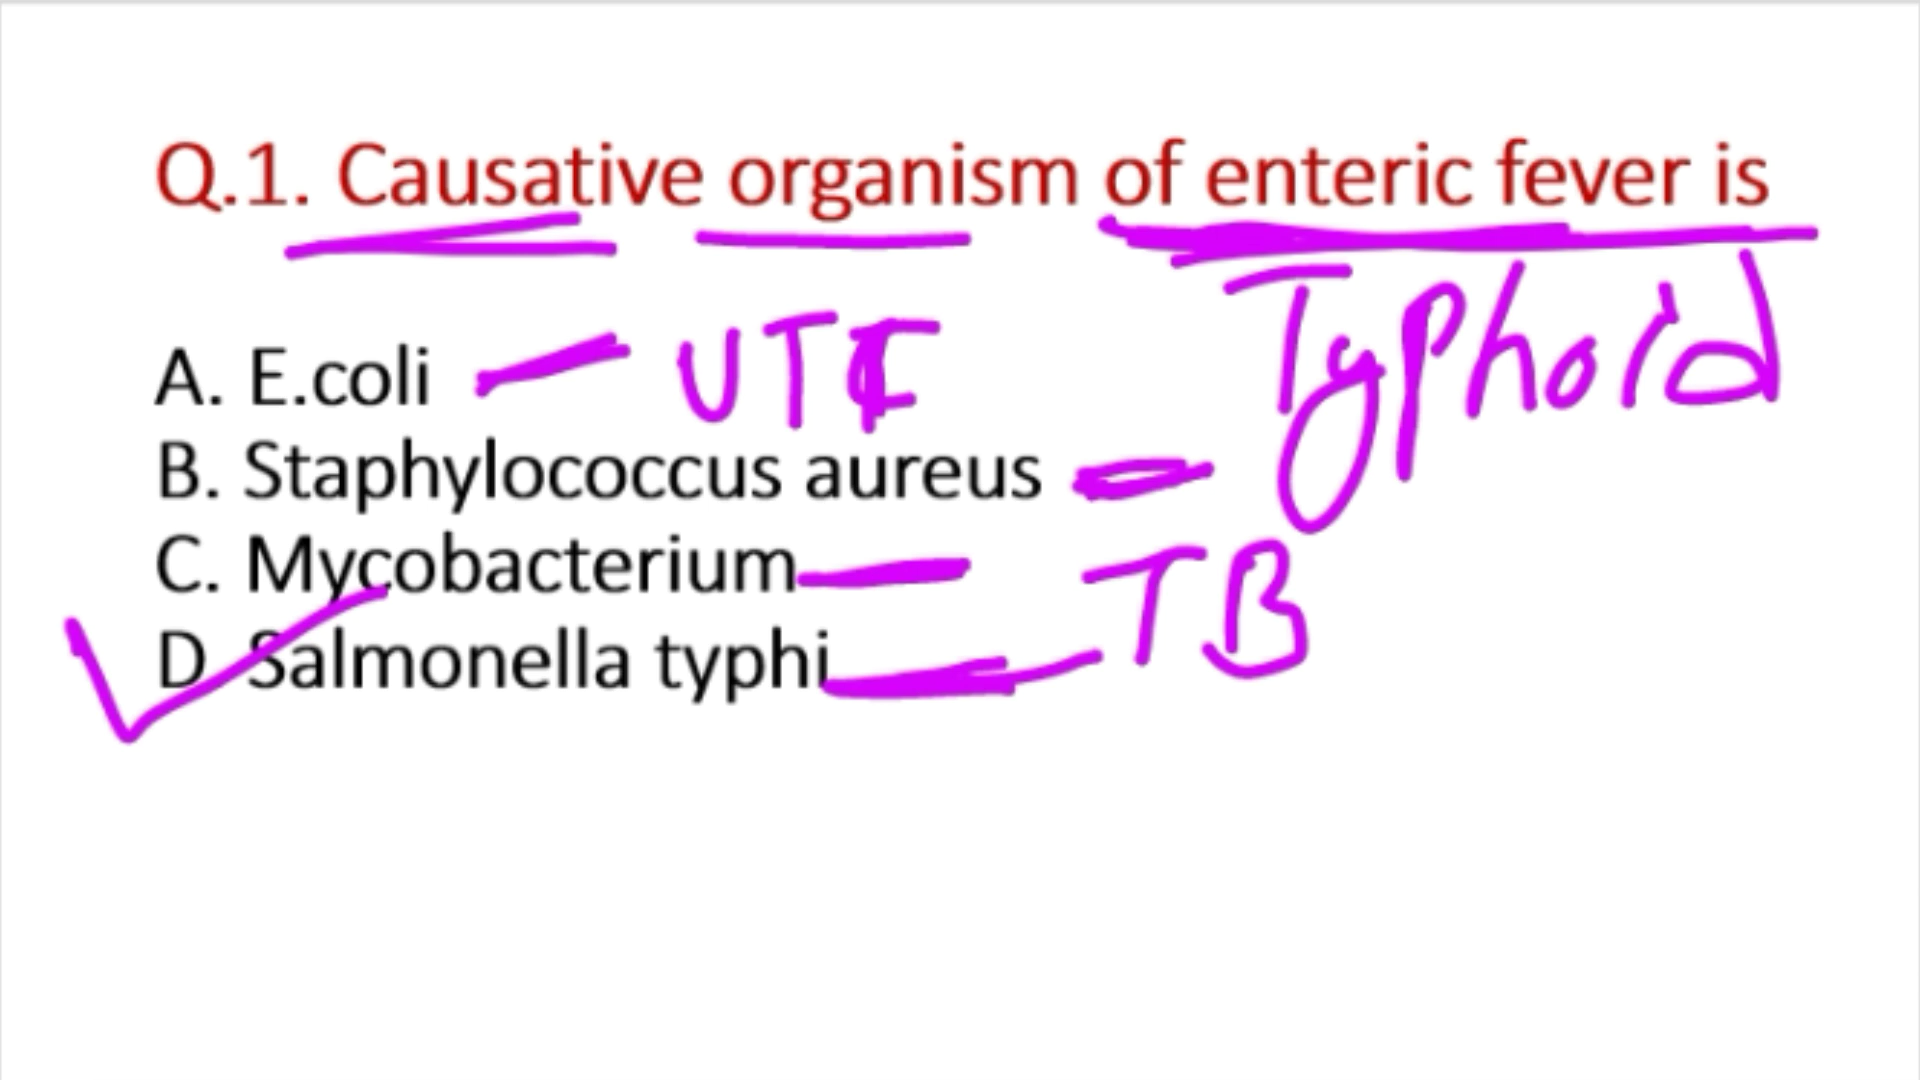 Q.1. Causative organism of enteric fever is
Typhoid
A. E.coli UTI
B. Staphylococcus aureus
C. Mycobacterium TB
D. Salmonella typhi